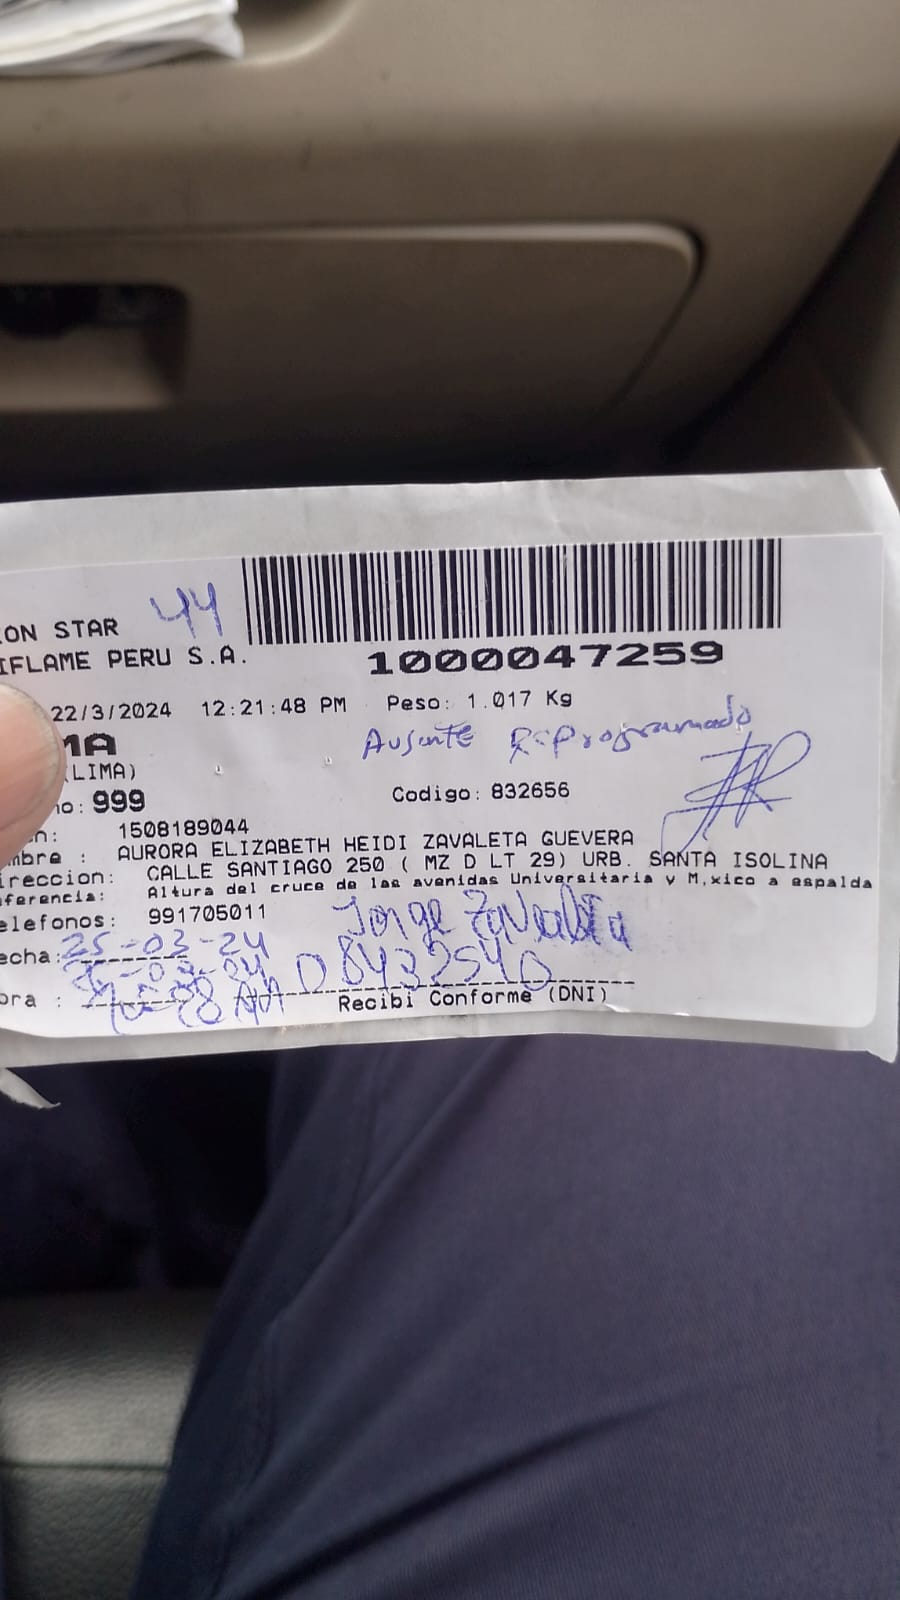 ON STAR 44
IFLAME PERU S.A.
1000047259
22/3/2024 12:21:48 PM Peso: 1.017 Kg
MA
Ausente Reprogramado
(LIMA)
Codigo: 832656
no: 999
n: 1508189044
mbre : AURORA ELIZABETH HEIDI ZAVALETA GUEVERA
ireccion: CALLE SANTIAGO 250 ( MZ D LT 29) URB. SANTA ISOLINA
ferencia: Altura del cruce de las avenidas Universitaria y M,xico a espalda
elefonos: 991705011
Jorge Zavaleta
echa: 25-03-24
ora :
Recibi Conforme (DNI)